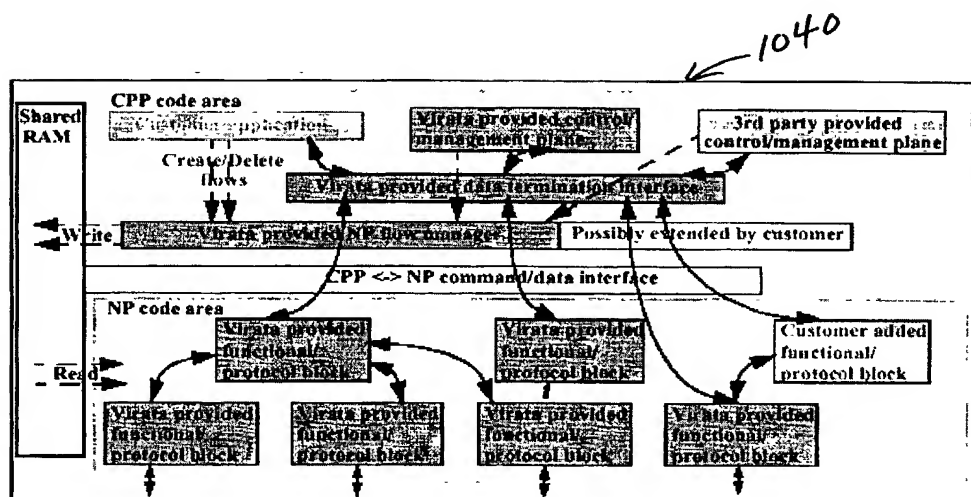 1040
Shared
RAM
CPP code area
Customer application
Virata provided control/
management plane
3rd party provided
control/management plane
Create/Delete
flows
Virata provided data termination interface
Write
Virata provided NP flow manager
Possibly extended by customer
CPP <-> NP command/data interface
NP code area
Virata provided
functional/
protocol block
Virata provided
functional/
protocol block
Customer added
functional/
protocol block
Read
Virata provided
functional/
protocol block
Virata provided
functional/
protocol block
Virata provided
functional/
protocol block
Virata provided
functional/
protocol block